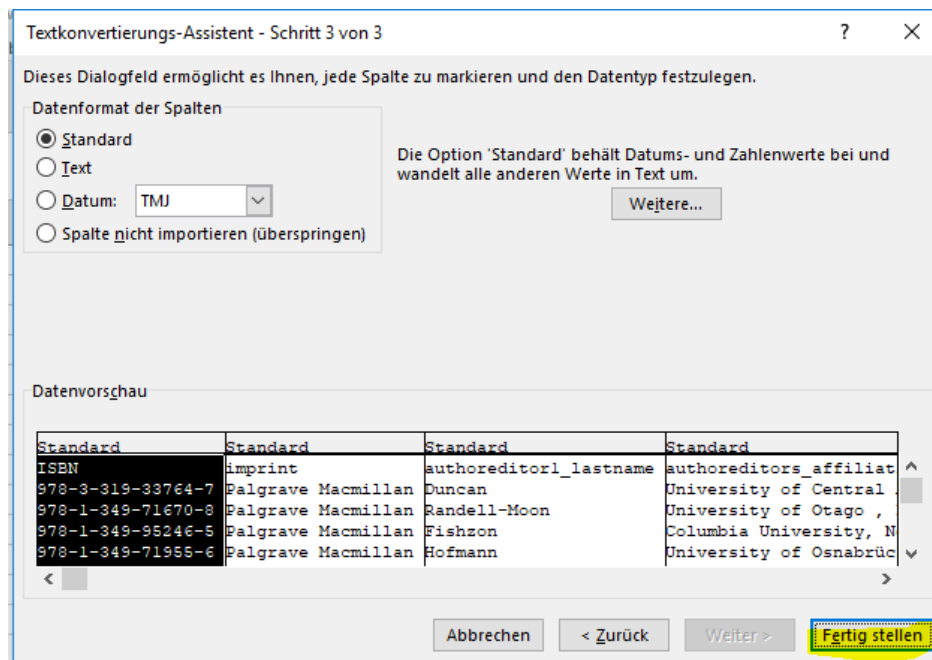 Textkonvertierungs-Assistent - Schritt 3 von 3
Dieses Dialogfeld ermöglicht es Ihnen, jede Spalte zu markieren und den Datentyp festzulegen.
Datenformat der Spalten
Standard
Text
Datum: TMJ
Spalte nicht importieren (überspringen)
Die Option 'Standard' behält Datums- und Zahlenwerte bei und
wandelt alle anderen Werte in Text um.
Weitere...
Datenvorschau
Standard Standard Standard Standard
ISBN imprint authoreditor1_lastname authoreditors_affiliat
978-3-319-33764-7 Palgrave Macmillan Duncan University of Central
978-1-349-71670-8 Palgrave Macmillan Randell-Moon University of Otago ,
978-1-349-95246-5 Palgrave Macmillan Fishzon Columbia University, N
978-1-349-71955-6 Palgrave Macmillan Hofmann University of Osnabrüc
Abbrechen < Zurück Weiter > Fertig stellen